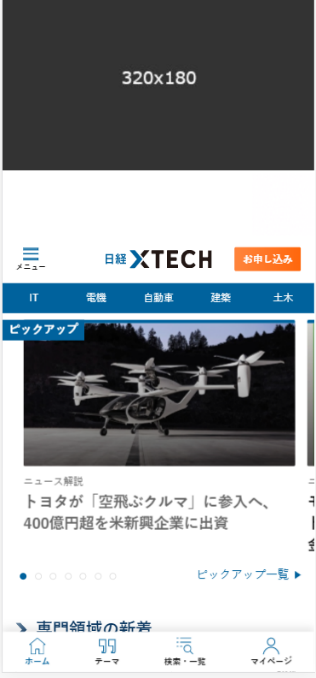 320x180
メニュー
日経 XTECH
お申し込み
IT 電機 自動車 建築 土木
ピックアップ
ニュース解説
トヨタが「空飛ぶクルマ」に参入へ、
400億円超を米新興企業に出資
ピックアップ一覧
専門領域の新着
ホーム テーマ 検索・一覧 マイページ